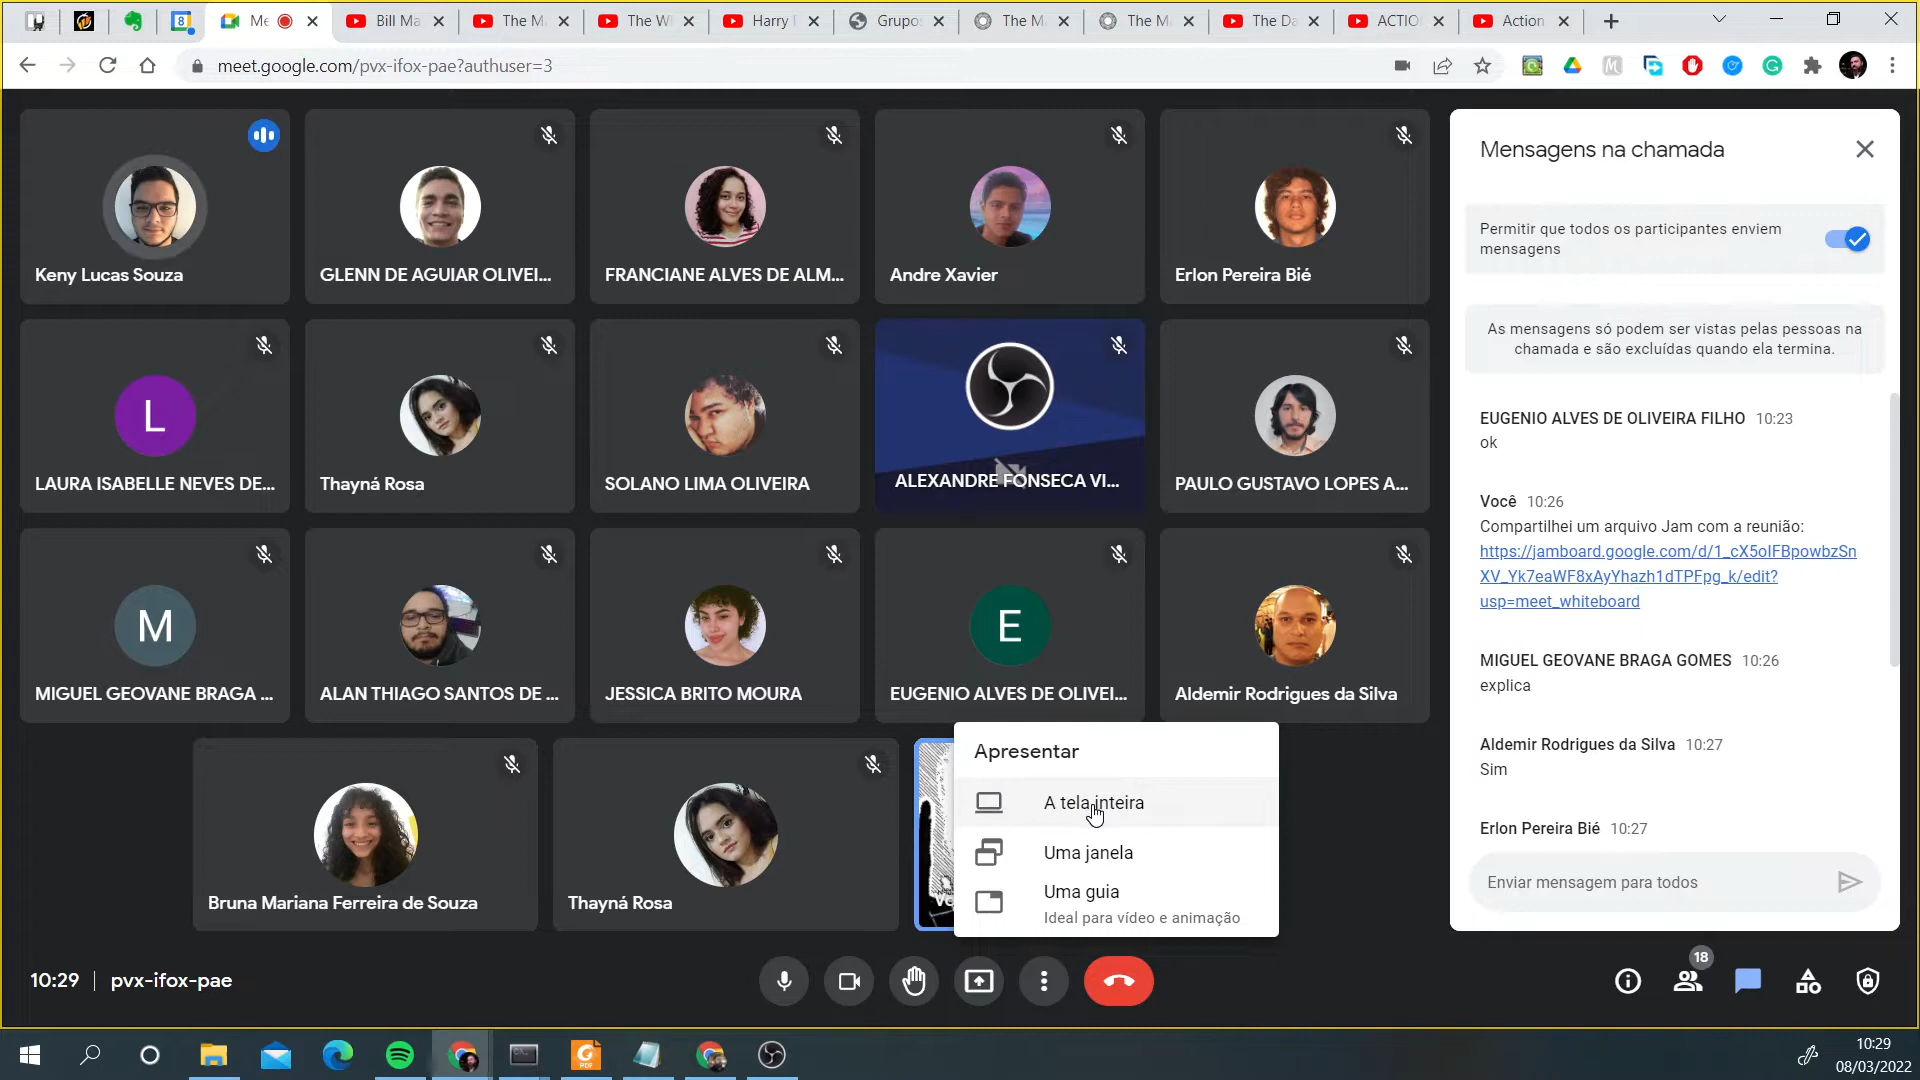 Me
Bill Ma
The M
The Wi
Harry
Grupo
The M
The M
The Da
ACTIO
Action
meet.google.com/pvx-ifox-pae?authuser=3
Keny Lucas Souza
GLENN DE AGUIAR OLIVEI...
FRANCIANE ALVES DE ALM...
Andre Xavier
Erlon Pereira Bié
L
LAURA ISABELLE NEVES DE...
Thayná Rosa
SOLANO LIMA OLIVEIRA
ALEXANDRE FONSECA VI...
PAULO GUSTAVO LOPES A...
M
MIGUEL GEOVANE BRAGA ...
ALAN THIAGO SANTOS DE ...
JESSICA BRITO MOURA
E
EUGENIO ALVES DE OLIVEI...
Aldemir Rodrigues da Silva
Bruna Mariana Ferreira de Souza
Thayná Rosa
Apresentar
A tela inteira
Uma janela
Uma guia
Ideal para vídeo e animação
Mensagens na chamada
Permitir que todos os participantes enviem
mensagens
As mensagens só podem ser vistas pelas pessoas na
chamada e são excluídas quando ela termina.
EUGENIO ALVES DE OLIVEIRA FILHO 10:23
ok
Você 10:26
Compartilhei um arquivo Jam com a reunião:
https://jamboard.google.com/d/1_cX5oIFBpowbzSn
XV_Yk7eaWF8xAyYhazh1dTPFpg_k/edit?
usp=meet_whiteboard
MIGUEL GEOVANE BRAGA GOMES 10:26
explica
Aldemir Rodrigues da Silva 10:27
Sim
Erlon Pereira Bié 10:27
Enviar mensagem para todos
10:29 | pvx-ifox-pae
18
10:29
08/03/2022